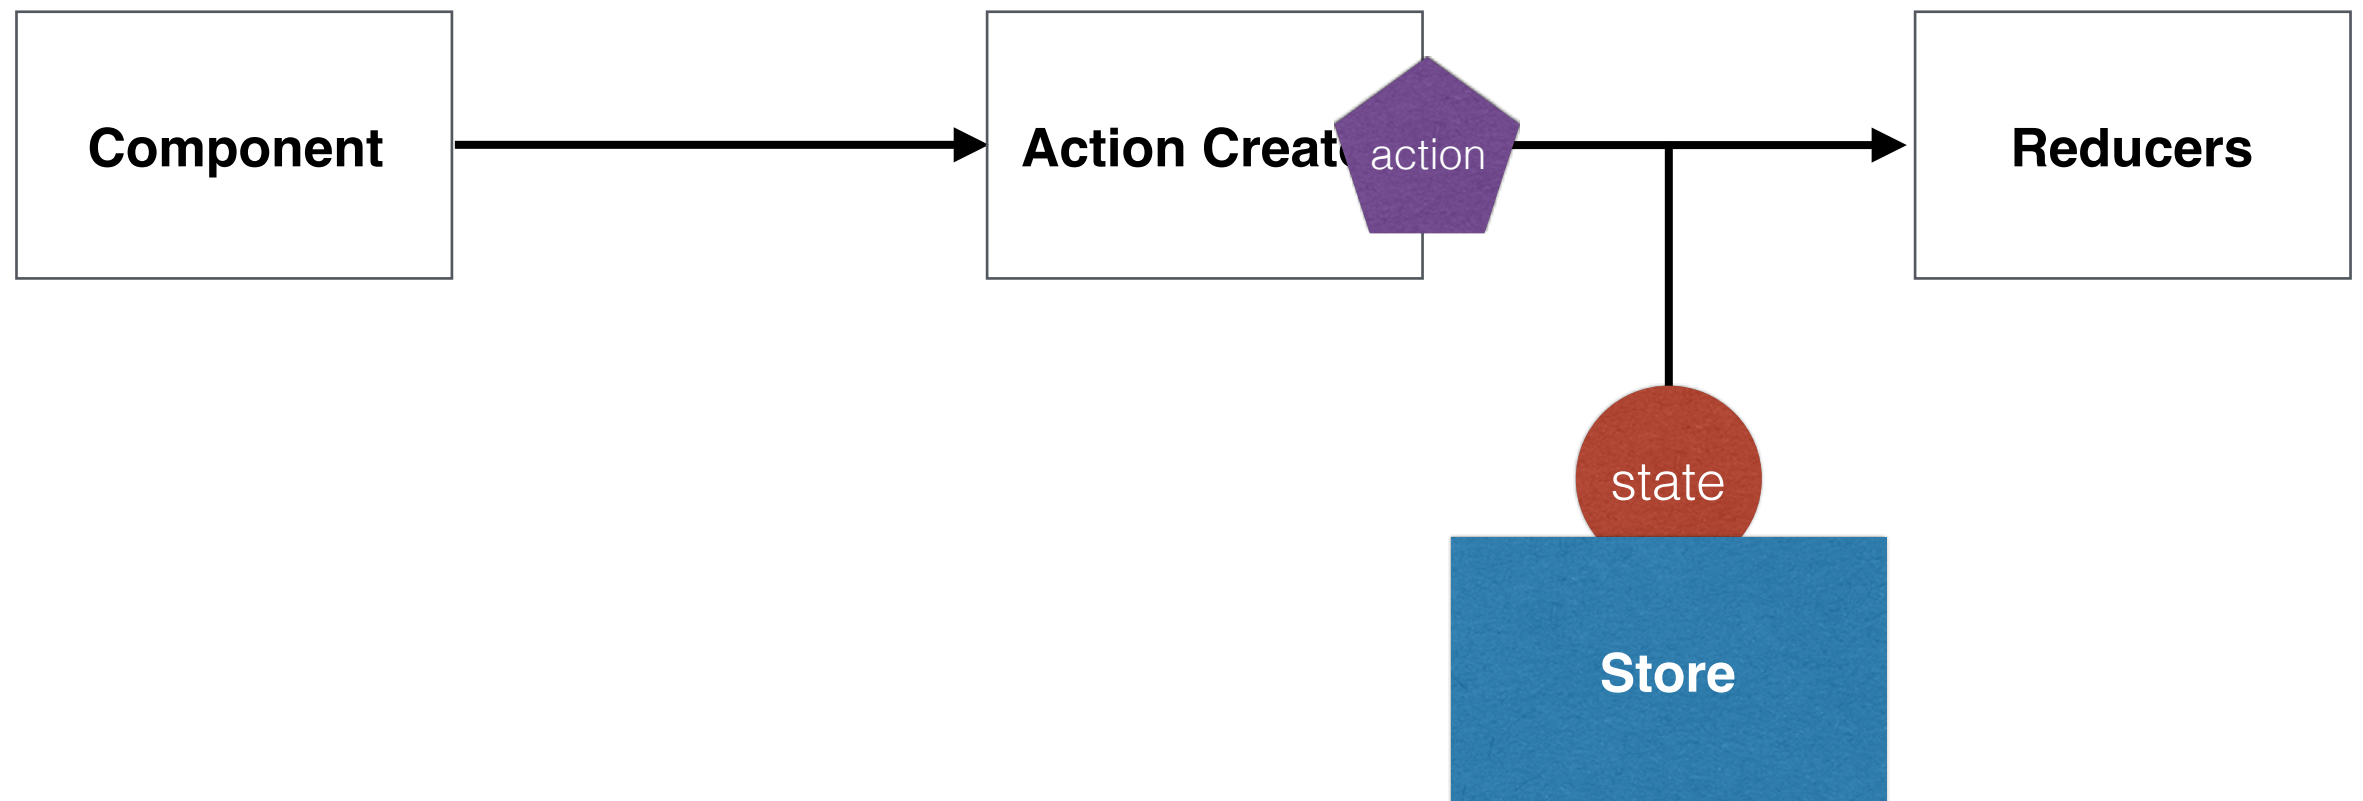 Component
Action Creat
action
Reducers
state
Store